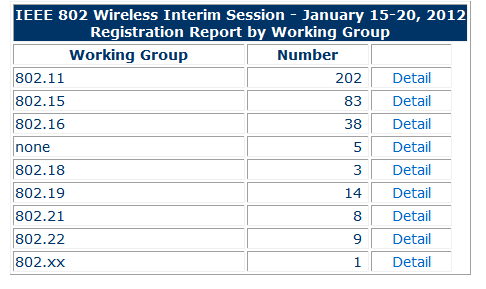 IEEE 802 Wireless Interim Session - January 15-20, 2012
Registration Report by Working Group
Working Group Number
802.11 202 Detail
802.15 83 Detail
802.16 38 Detail
none 5 Detail
802.18 3 Detail
802.19 14 Detail
802.21 8 Detail
802.22 9 Detail
802.xx 1 Detail